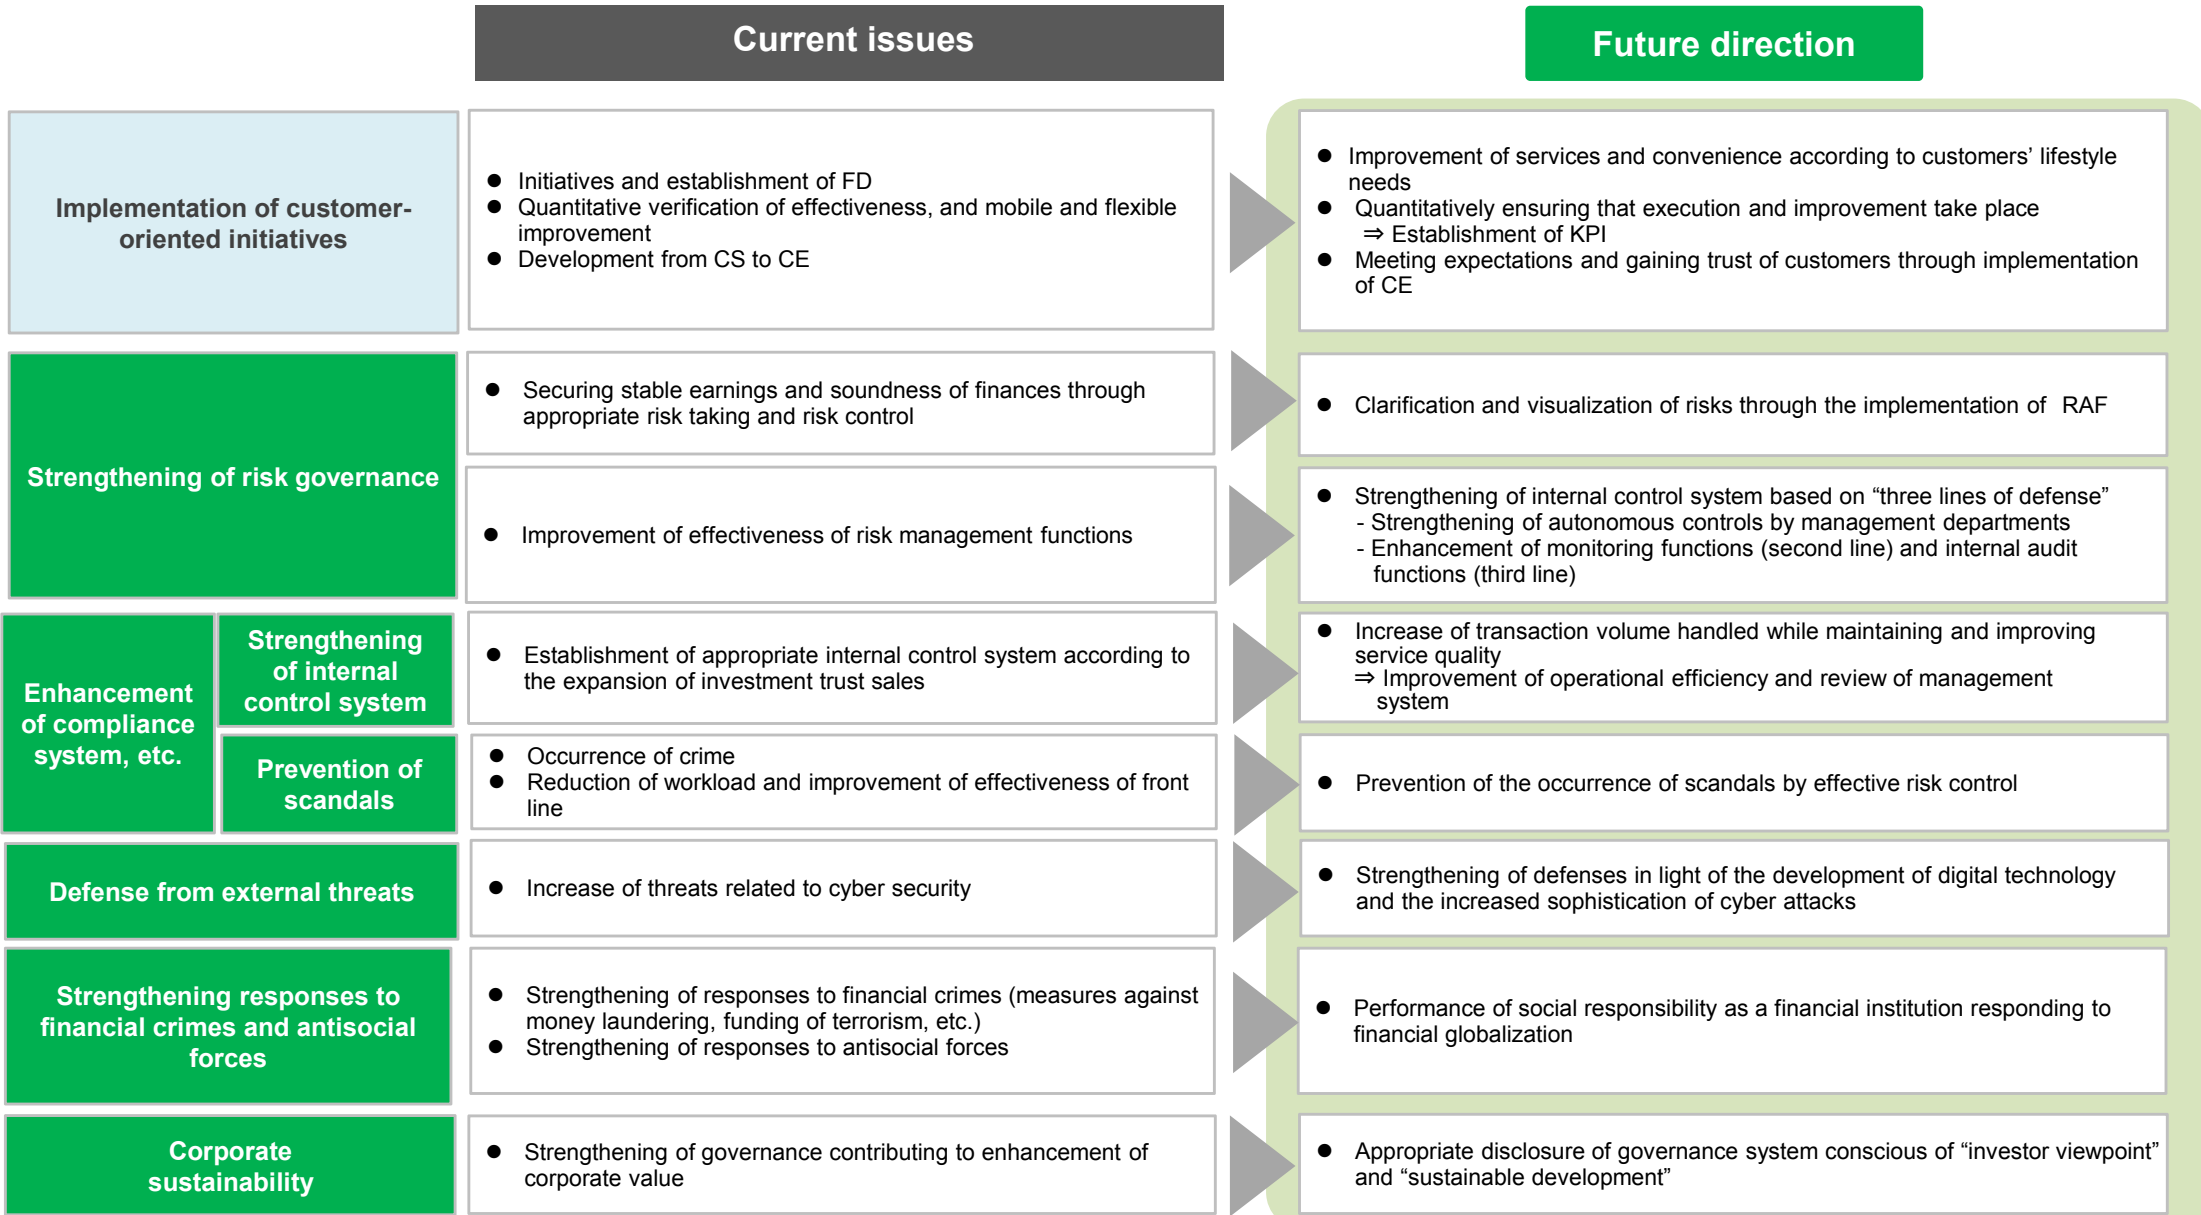 Current issues
Future direction
Implementation of customer-
oriented initiatives
● Initiatives and establishment of FD
● Quantitative verification of effectiveness, and mobile and flexible
improvement
● Development from CS to CE
● Improvement of services and convenience according to customers’ lifestyle
needs
● Quantitatively ensuring that execution and improvement take place
⇒ Establishment of KPI
● Meeting expectations and gaining trust of customers through implementation
of CE
Strengthening of risk governance
● Securing stable earnings and soundness of finances through
appropriate risk taking and risk control
● Clarification and visualization of risks through the implementation of RAF
● Improvement of effectiveness of risk management functions
● Strengthening of internal control system based on “three lines of defense”
- Strengthening of autonomous controls by management departments
- Enhancement of monitoring functions (second line) and internal audit
functions (third line)
Enhancement
of compliance
system, etc.
Strengthening
of internal
control system
● Establishment of appropriate internal control system according to
the expansion of investment trust sales
● Increase of transaction volume handled while maintaining and improving
service quality
⇒ Improvement of operational efficiency and review of management
system
Prevention of
scandals
● Occurrence of crime
● Reduction of workload and improvement of effectiveness of front
line
● Prevention of the occurrence of scandals by effective risk control
Defense from external threats
● Increase of threats related to cyber security
● Strengthening of defenses in light of the development of digital technology
and the increased sophistication of cyber attacks
Strengthening responses to
financial crimes and antisocial
forces
● Strengthening of responses to financial crimes (measures against
money laundering, funding of terrorism, etc.)
● Strengthening of responses to antisocial forces
● Performance of social responsibility as a financial institution responding to
financial globalization
Corporate
sustainability
● Strengthening of governance contributing to enhancement of
corporate value
● Appropriate disclosure of governance system conscious of “investor viewpoint”
and “sustainable development”